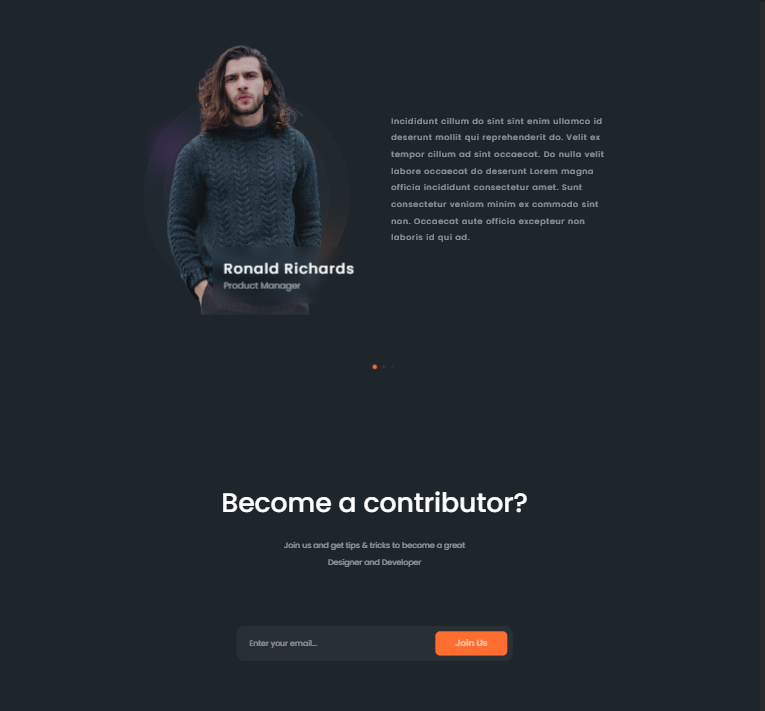 Incididunt cillum do sint sint enim ullamco id
deserunt mollit qui reprehenderit do. Velit ex
tempor cillum ad sint occaecat. Do nulla velit
labore occaecat do deserunt Lorem magna
officia incididunt consectetur amet. Sunt
consectetur veniam minim ex commodo sint
non. Occaecat aute officia excepteur non
laboris id qui ad.
Ronald Richards
Product Manager
Become a contributor?
Join us and get tips & tricks to become a great
Designer and Developer
Enter your email...
Join Us